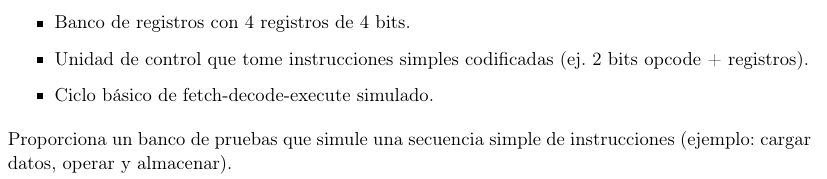 ▪ Banco de registros con 4 registros de 4 bits.
▪ Unidad de control que tome instrucciones simples codificadas (ej. 2 bits opcode + registros).
▪ Ciclo básico de fetch-decode-execute simulado.
Proporciona un banco de pruebas que simule una secuencia simple de instrucciones (ejemplo: cargar
datos, operar y almacenar).